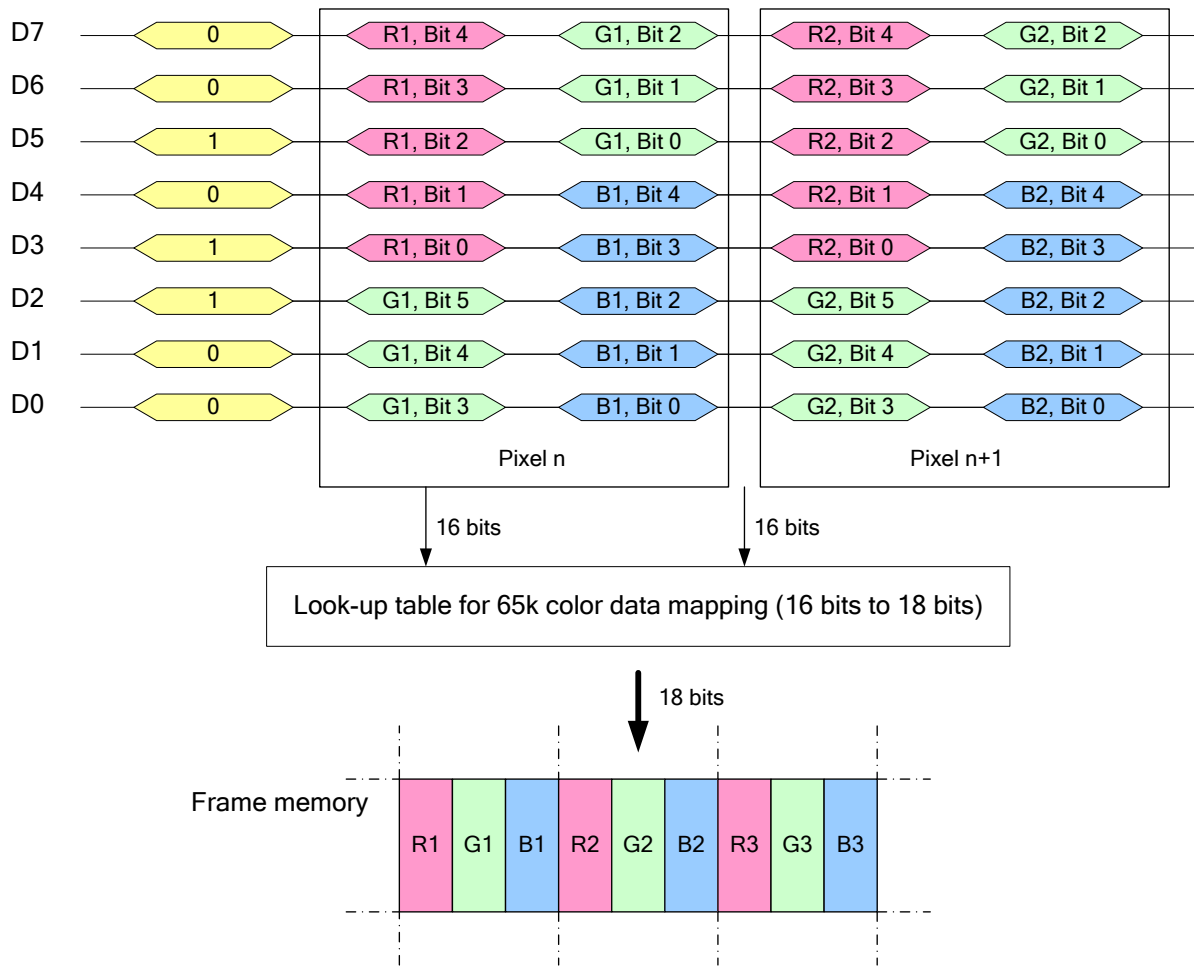 D7 0 R1, Bit 4 G1, Bit 2 R2, Bit 4 G2, Bit 2
D6 0 R1, Bit 3 G1, Bit 1 R2, Bit 3 G2, Bit 1
D5 1 R1, Bit 2 G1, Bit 0 R2, Bit 2 G2, Bit 0
D4 0 R1, Bit 1 B1, Bit 4 R2, Bit 1 B2, Bit 4
D3 1 R1, Bit 0 B1, Bit 3 R2, Bit 0 B2, Bit 3
D2 1 G1, Bit 5 B1, Bit 2 G2, Bit 5 B2, Bit 2
D1 0 G1, Bit 4 B1, Bit 1 G2, Bit 4 B2, Bit 1
D0 0 G1, Bit 3 B1, Bit 0 G2, Bit 3 B2, Bit 0
Pixel n Pixel n+1
16 bits 16 bits
Look-up table for 65k color data mapping (16 bits to 18 bits)
18 bits
Frame memory
R1 G1 B1 R2 G2 B2 R3 G3 B3